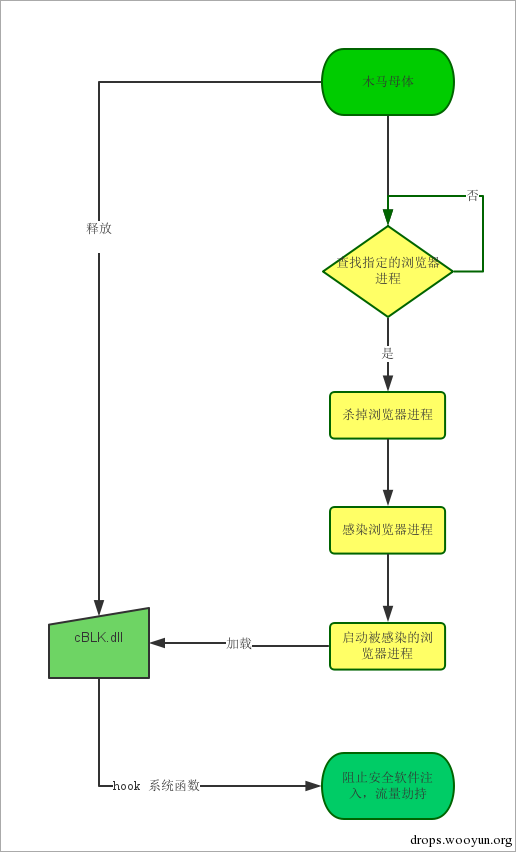 木马母体
否
释放
查找指定的浏览器
进程
是
杀掉浏览器进程
感染浏览器进程
cBLK.dll
加载
启动被感染的浏
览器进程
hook 系统函数
阻止安全软件注
入，流量劫持
drops.wooyun.org